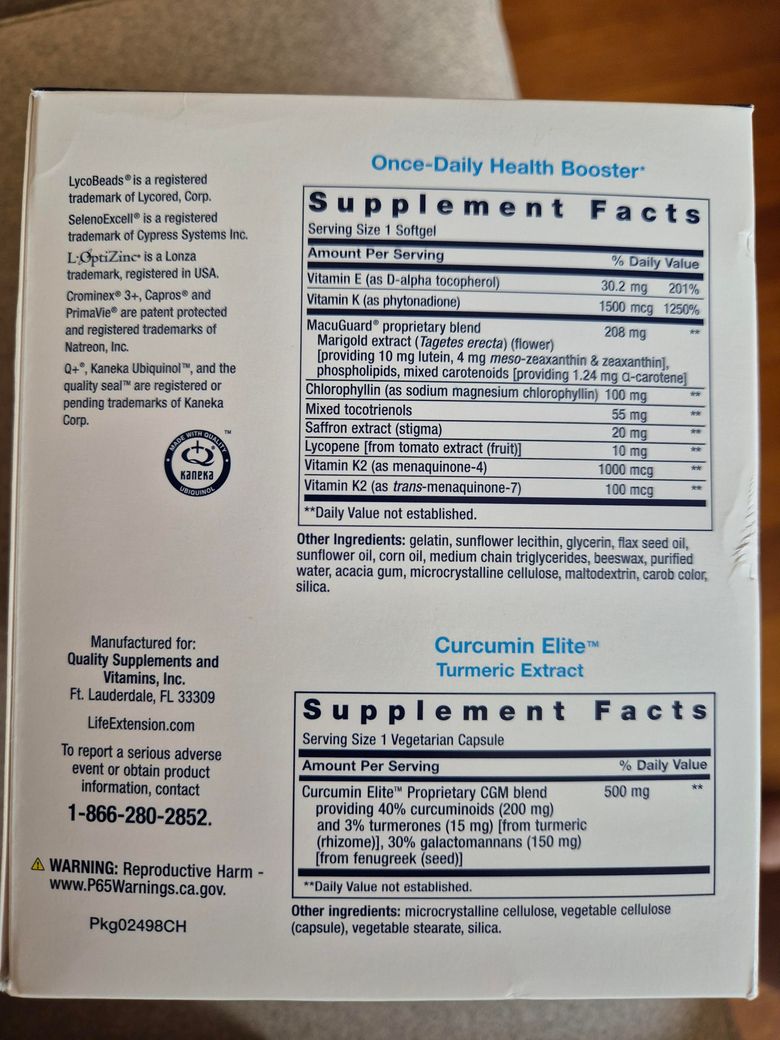 LycoBeads® is a registered
trademark of Lycored, Corp.
SelenoExcell® is a registered
trademark of Cypress Systems Inc.
L-OptiZinc® is a Lonza
trademark, registered in USA.
Crominex® 3+, Capros® and
PrimaVie® are patent protected
and registered trademarks of
Natreon, Inc.
Q+®, Kaneka Ubiquinol™, and the
quality seal™ are registered or
pending trademarks of Kaneka
Corp.
MADE WITH QUALITY ™
Q+
Kaneka
UBIQUINOL
Manufactured for:
Quality Supplements and
Vitamins, Inc.
Ft. Lauderdale, FL 33309
LifeExtension.com
To report a serious adverse
event or obtain product
information, contact
1-866-280-2852.
WARNING: Reproductive Harm -
www.P65Warnings.ca.gov.
Pkg02498CH
Once-Daily Health Booster*
Supplement Facts
Serving Size 1 Softgel
Amount Per Serving % Daily Value
Vitamin E (as D-alpha tocopherol) 30.2 mg 201%
Vitamin K (as phytonadione) 1500 mcg 1250%
MacuGuard® proprietary blend 208 mg **
Marigold extract (Tagetes erecta) (flower)
[providing 10 mg lutein, 4 mg meso-zeaxanthin & zeaxanthin],
phospholipids, mixed carotenoids [providing 1.24 mg α-carotene]
Chlorophyllin (as sodium magnesium chlorophyllin) 100 mg **
Mixed tocotrienols 55 mg **
Saffron extract (stigma) 20 mg **
Lycopene [from tomato extract (fruit)] 10 mg **
Vitamin K2 (as menaquinone-4) 1000 mcg **
Vitamin K2 (as trans-menaquinone-7) 100 mcg **
**Daily Value not established.
Other Ingredients: gelatin, sunflower lecithin, glycerin, flax seed oil,
sunflower oil, corn oil, medium chain triglycerides, beeswax, purified
water, acacia gum, microcrystalline cellulose, maltodextrin, carob color,
silica.
Curcumin Elite™
Turmeric Extract
Supplement Facts
Serving Size 1 Vegetarian Capsule
Amount Per Serving % Daily Value
Curcumin Elite™ Proprietary CGM blend 500 mg **
providing 40% curcuminoids (200 mg)
and 3% turmerones (15 mg) [from turmeric
(rhizome)], 30% galactomannans (150 mg)
[from fenugreek (seed)]
**Daily Value not established.
Other ingredients: microcrystalline cellulose, vegetable cellulose
(capsule), vegetable stearate, silica.